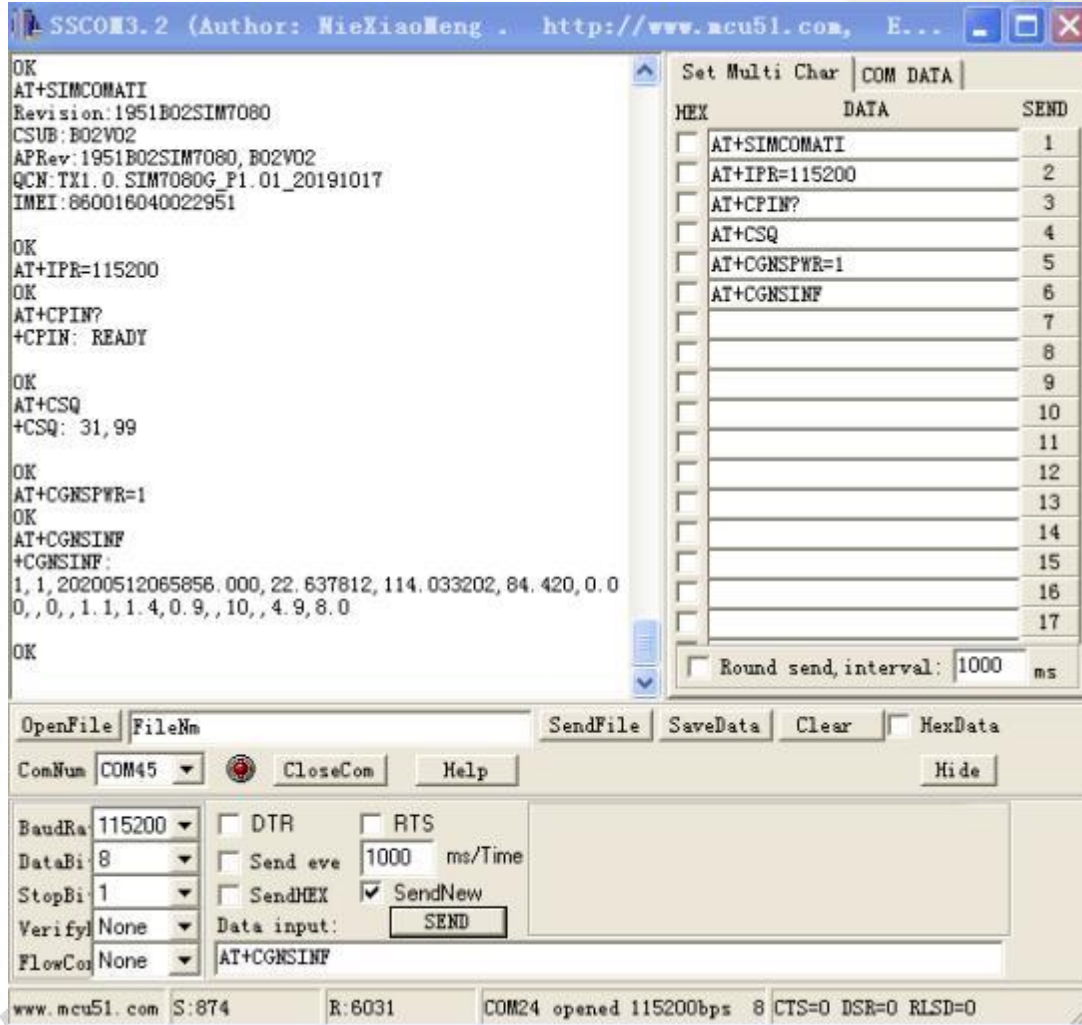 SSCOM3.2 (Author: NieXiaoMeng .  http://www.mcu51.com,  E...
OK
AT+SIMCOMATI
Revision:1951B02SIM7080
CSUB:B02V02
APRev:1951B02SIM7080,B02V02
QCN:TX1.0.SIM7080G_P1.01_20191017
IMEI:860016040022951
OK
AT+IPR=115200
OK
AT+CPIN?
+CPIN: READY
OK
AT+CSQ
+CSQ: 31,99
OK
AT+CGNSPWR=1
OK
AT+CGNSINF
+CGNSINF:
1,1,20200512065856.000,22.637812,114.033202,84.420,0.0
0,,0,,1.1,1.4,0.9,,10,,4.9,8.0
OK
Set Multi Char COM DATA
HEX DATA SEND
AT+SIMCOMATI 1
AT+IPR=115200 2
AT+CPIN? 3
AT+CSQ 4
AT+CGNSPWR=1 5
AT+CGNSINF 6
7
8
9
10
11
12
13
14
15
16
17
Round send,interval: 1000 ms
OpenFile FileNm SendFile SaveData Clear HexData
ComNum COM45 CloseCom Help Hide
BaudRa 115200 DTR RTS
DataBi 8 Send eve 1000 ms/Time
StopBi 1 SendHEX SendNew
Verifyl None Data input: SEND
FlowCon None AT+CGNSINF
www.mcu51.com S:874 R:6031 COM24 opened 115200bps 8 CTS=0 DSR=0 RLSD=0